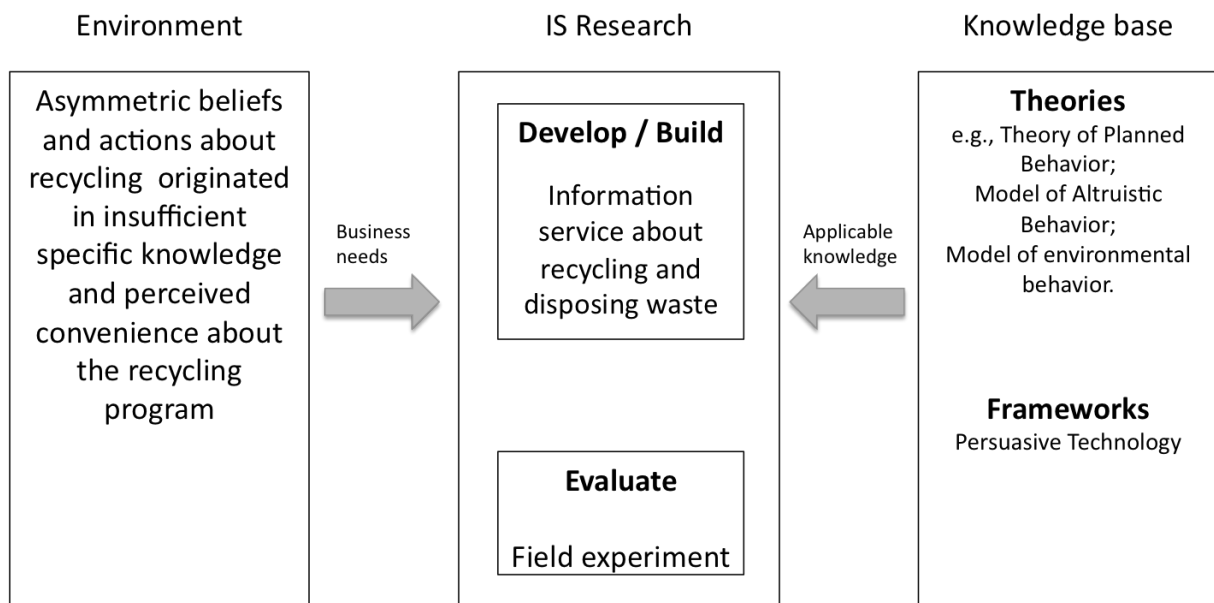 Environment
Asymmetric beliefs
and actions about
recycling originated
in insufficient
specific knowledge
and perceived
convenience about
the recycling
program
Business
needs
IS Research
Develop / Build
Information
service about
recycling and
disposing waste
Evaluate
Field experiment
Applicable
knowledge
Knowledge base
Theories
e.g., Theory of Planned
Behavior;
Model of Altruistic
Behavior;
Model of environmental
behavior.
Frameworks
Persuasive Technology